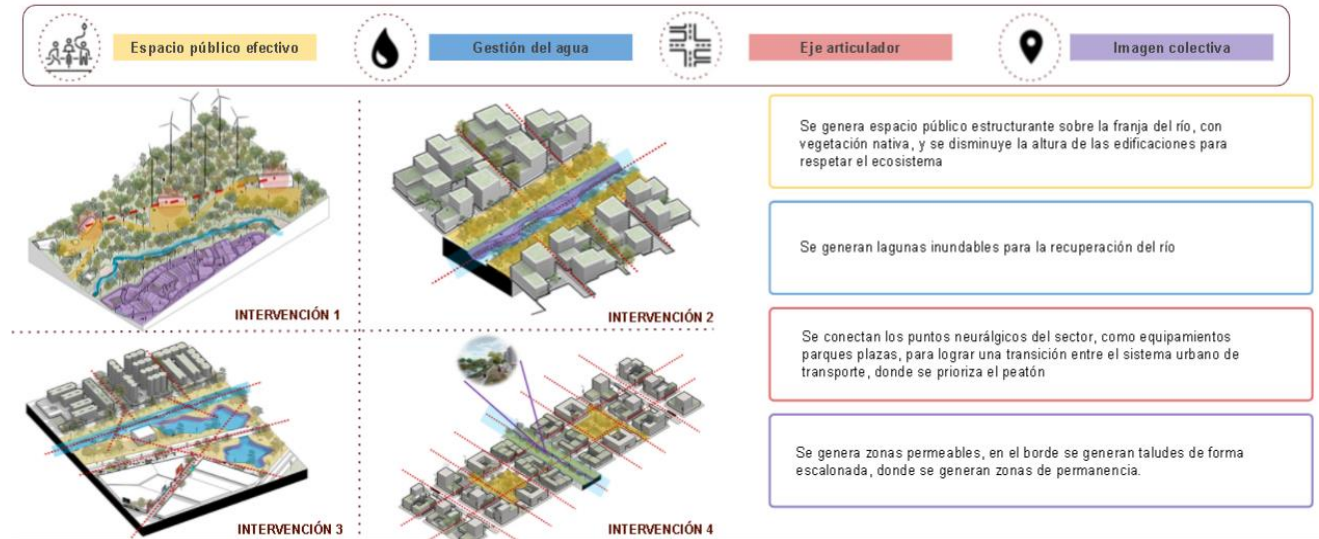 Espacio público efectivo
Gestión del agua
Eje articulador
Imagen colectiva
INTERVENCIÓN 1
INTERVENCIÓN 2
INTERVENCIÓN 3
INTERVENCIÓN 4
Se genera espacio público estructurante sobre la franja del río, con
vegetación nativa, y se disminuye la altura de las edificaciones para
respetar el ecosistema
Se generan lagunas inundables para la recuperación del río
Se conectan los puntos neurálgicos del sector, como equipamientos
parques plazas, para lograr una transición entre el sistema urbano de
transporte, donde se prioriza el peatón
Se genera zonas permeables, en el borde se generan taludes de forma
escalonada, donde se generan zonas de permanencia.